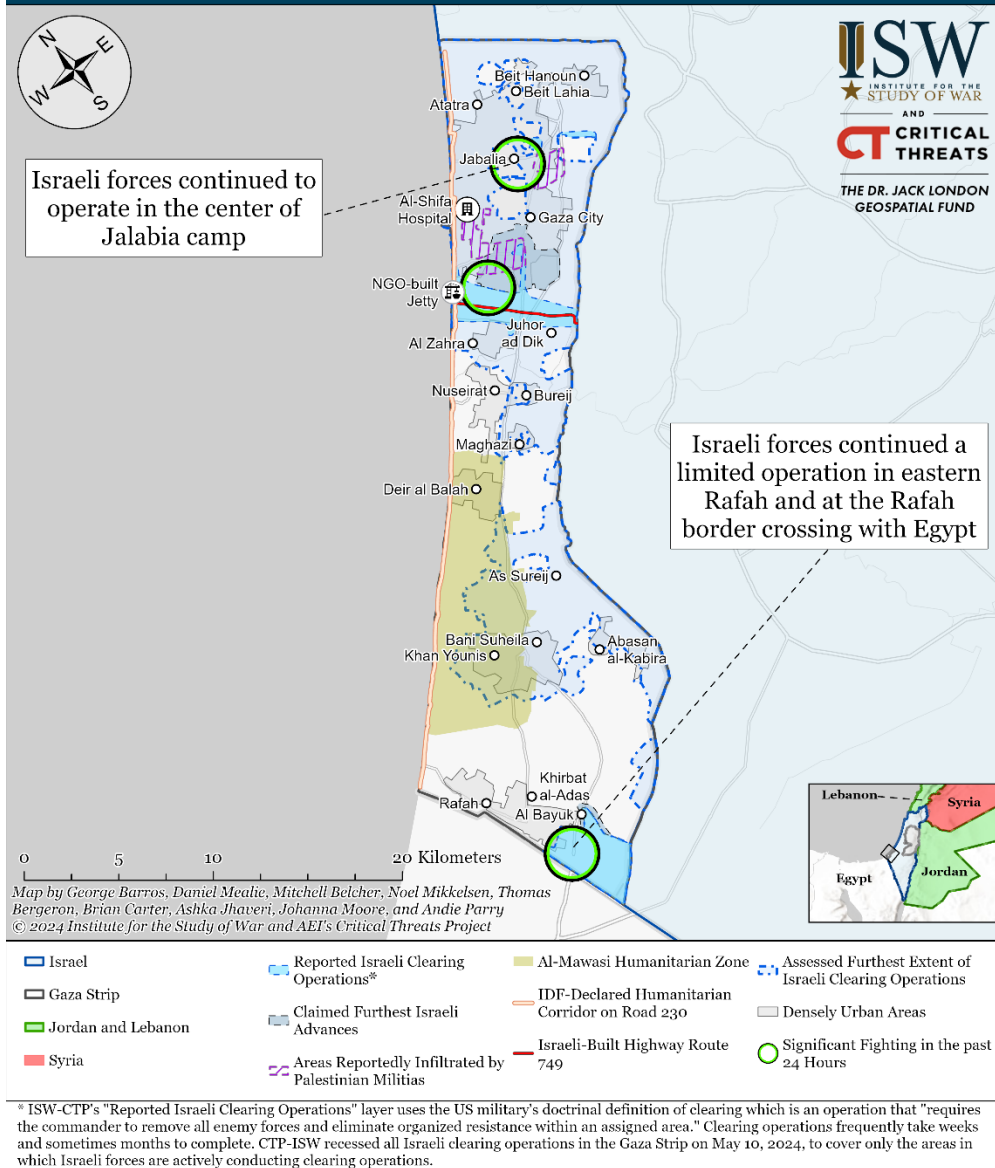 N
E
S
W
ISW
INSTITUTE FOR THE
STUDY OF WAR
AND
CT CRITICAL
THREATS
THE DR. JACK LONDON
GEOSPATIAL FUND
Beit Hanoun
Beit Lahia
Atatra
Jabalia
Israeli forces continued to
operate in the center of
Jalabia camp
Al-Shifa
Hospital
Gaza City
NGO-built
Jetty
Juhor
ad Dik
Al Zahra
Nuseirat
Bureij
Maghazi
Israeli forces continued a
limited operation in eastern
Rafah and at the Rafah
border crossing with Egypt
Deir al Balah
As Sureij
Bani Suheila
Khan Younis
Abasan
al-Kabira
Khirbat
al-Adas
Rafah
Al Bayuk
Lebanon
Syria
Egypt
Jordan
0 5 10 20 Kilometers
Map by George Barros, Daniel Mealie, Mitchell Belcher, Noel Mikkelsen, Thomas
Bergeron, Brian Carter, Ashka Jhaveri, Johanna Moore, and Andie Parry
© 2024 Institute for the Study of War and AEI's Critical Threats Project
Israel
Gaza Strip
Jordan and Lebanon
Syria
Reported Israeli Clearing
Operations*
Claimed Furthest Israeli
Advances
Areas Reportedly Infiltrated by
Palestinian Militias
Al-Mawasi Humanitarian Zone
IDF-Declared Humanitarian
Corridor on Road 230
Israeli-Built Highway Route
749
Assessed Furthest Extent of
Israeli Clearing Operations
Densely Urban Areas
Significant Fighting in the past
24 Hours
* ISW-CTP's "Reported Israeli Clearing Operations" layer uses the US military's doctrinal definition of clearing which is an operation that "requires
the commander to remove all enemy forces and eliminate organized resistance within an assigned area." Clearing operations frequently take weeks
and sometimes months to complete. CTP-ISW recessed all Israeli clearing operations in the Gaza Strip on May 10, 2024, to cover only the areas in
which Israeli forces are actively conducting clearing operations.